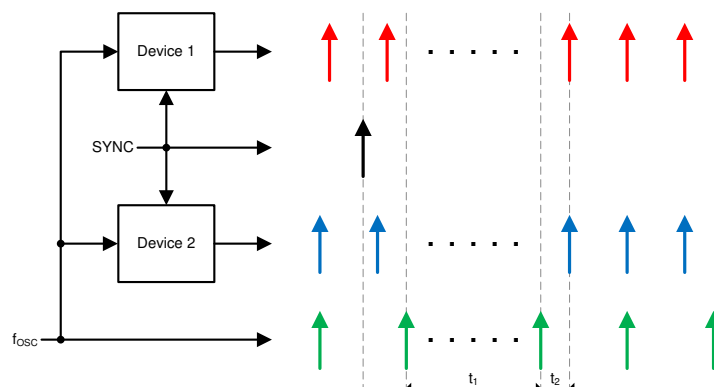 Device 1
SYNC
Device 2
fOSC
t1
t2